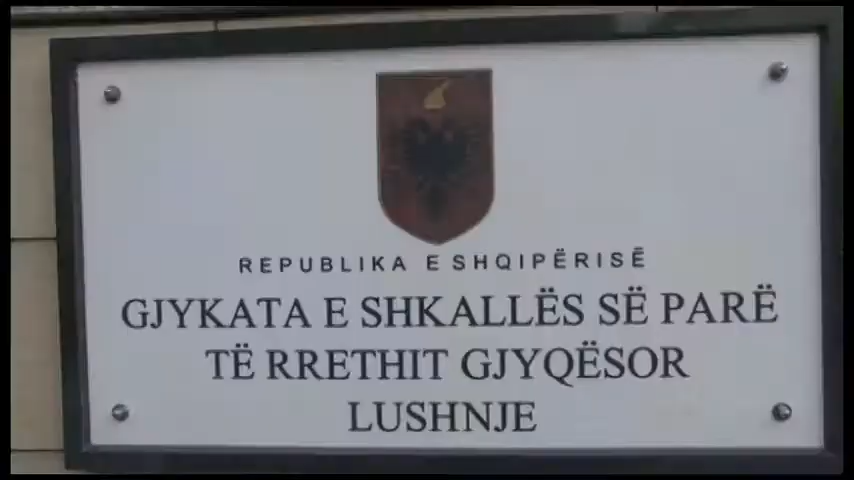 REPUBLIKA E SHQIPËRISË
GJYKATA E SHKALLËS SË PARË
TË RRETHIT GJYQËSOR
LUSHNJE